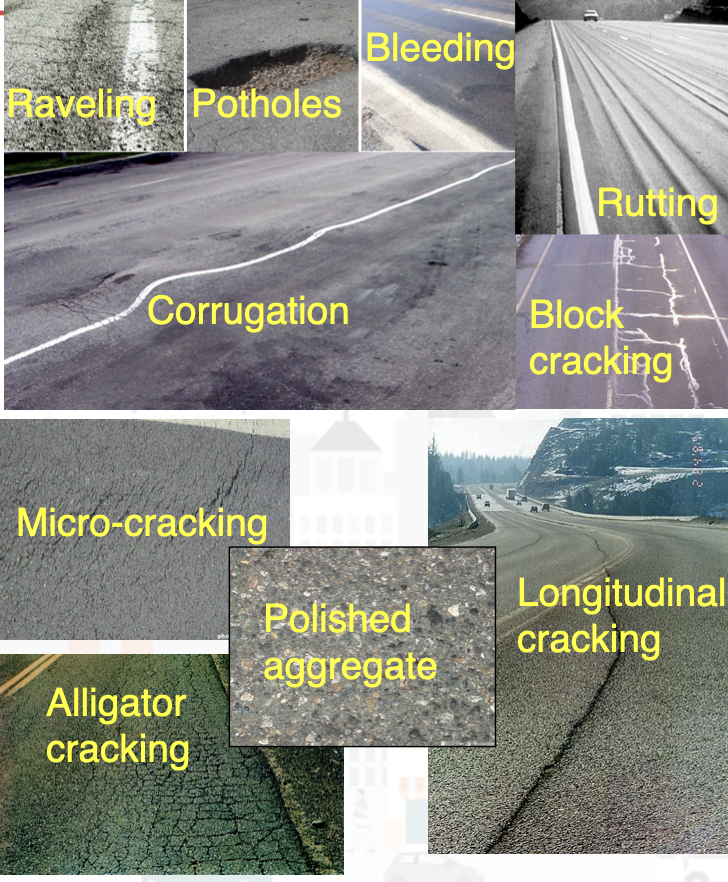 Raveling
Potholes
Bleeding
Rutting
Corrugation
Block
cracking
Micro-cracking
Polished
aggregate
Longitudinal
cracking
Alligator
cracking